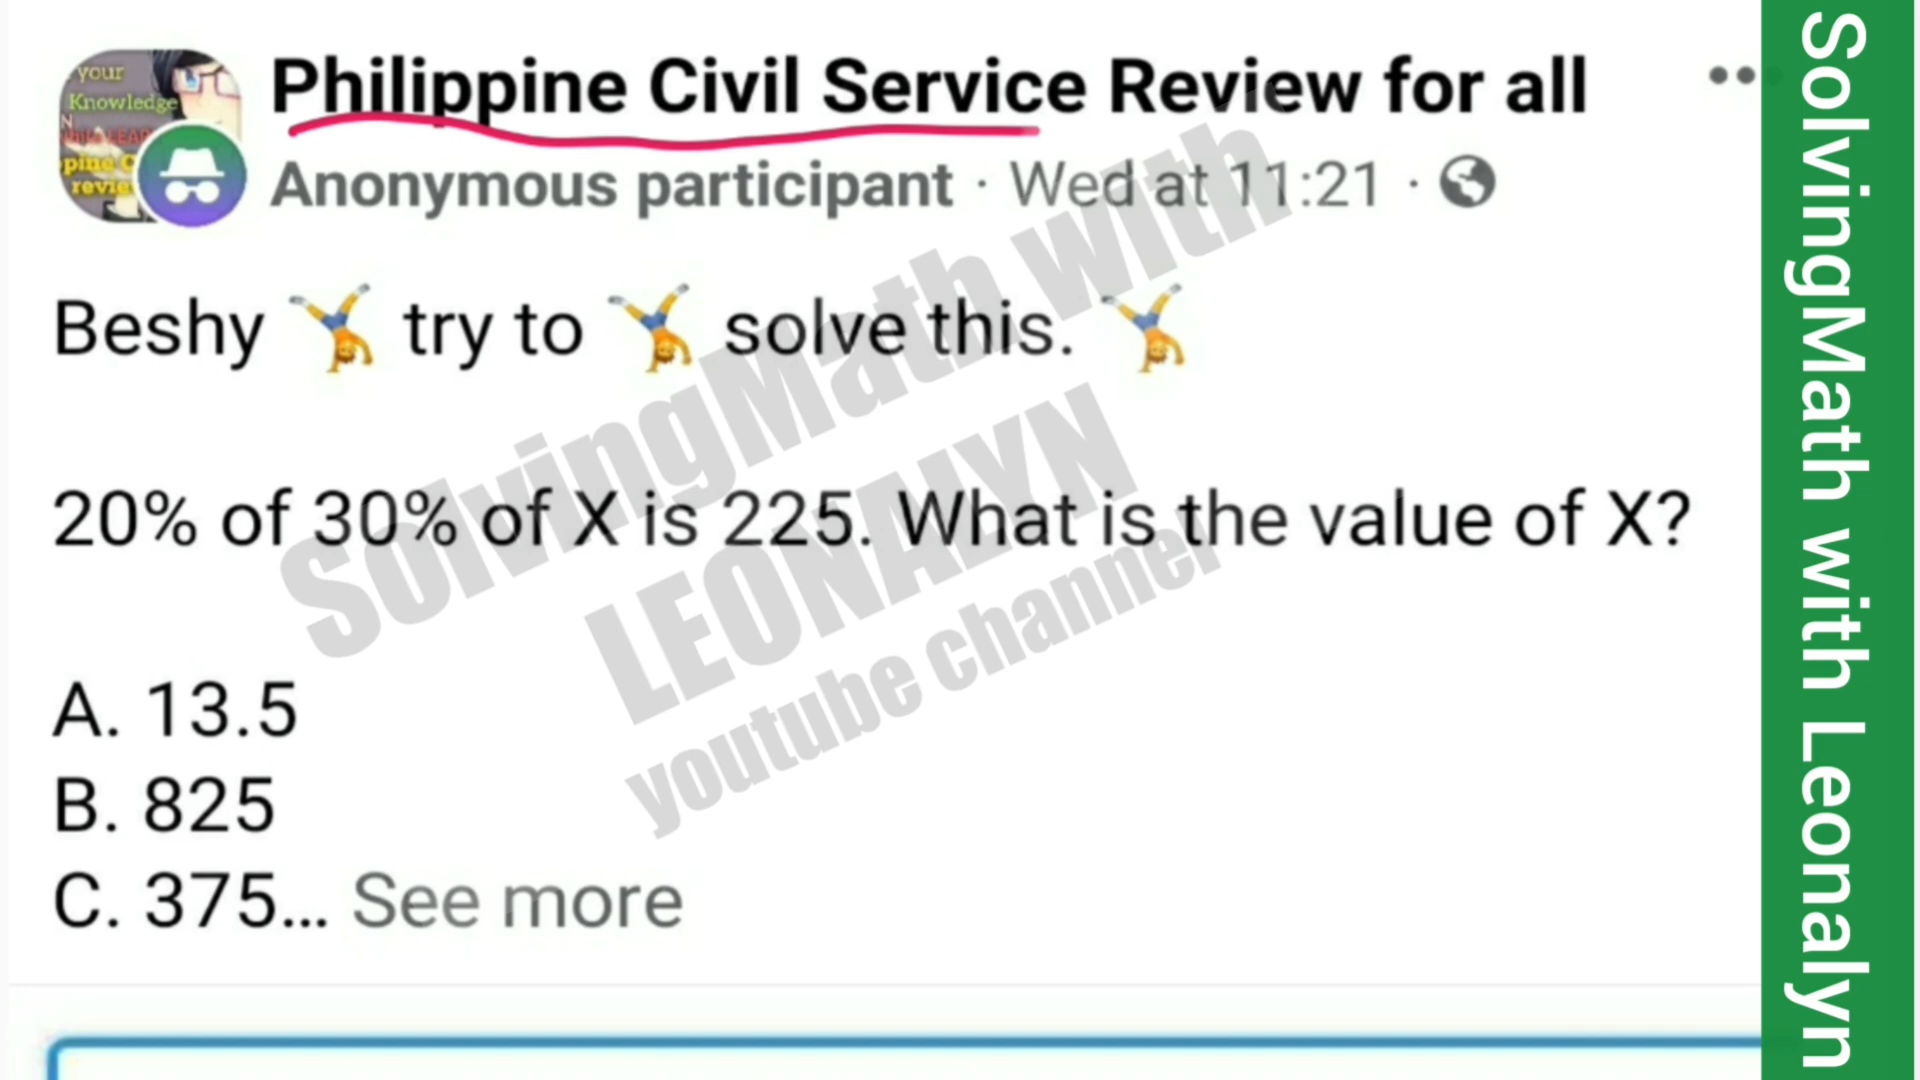 your
Knowledge
Philippine Civil Service Review for all
Anonymous participant · Wed at 11:21 ·
Beshy 🤸 try to 🤸 solve this. 🤸
20% of 30% of X is 225. What is the value of X?
A. 13.5
B. 825
C. 375... See more
SolvingMath with
LEONALYN
youtube channel
SolvingMath with Leonalyn